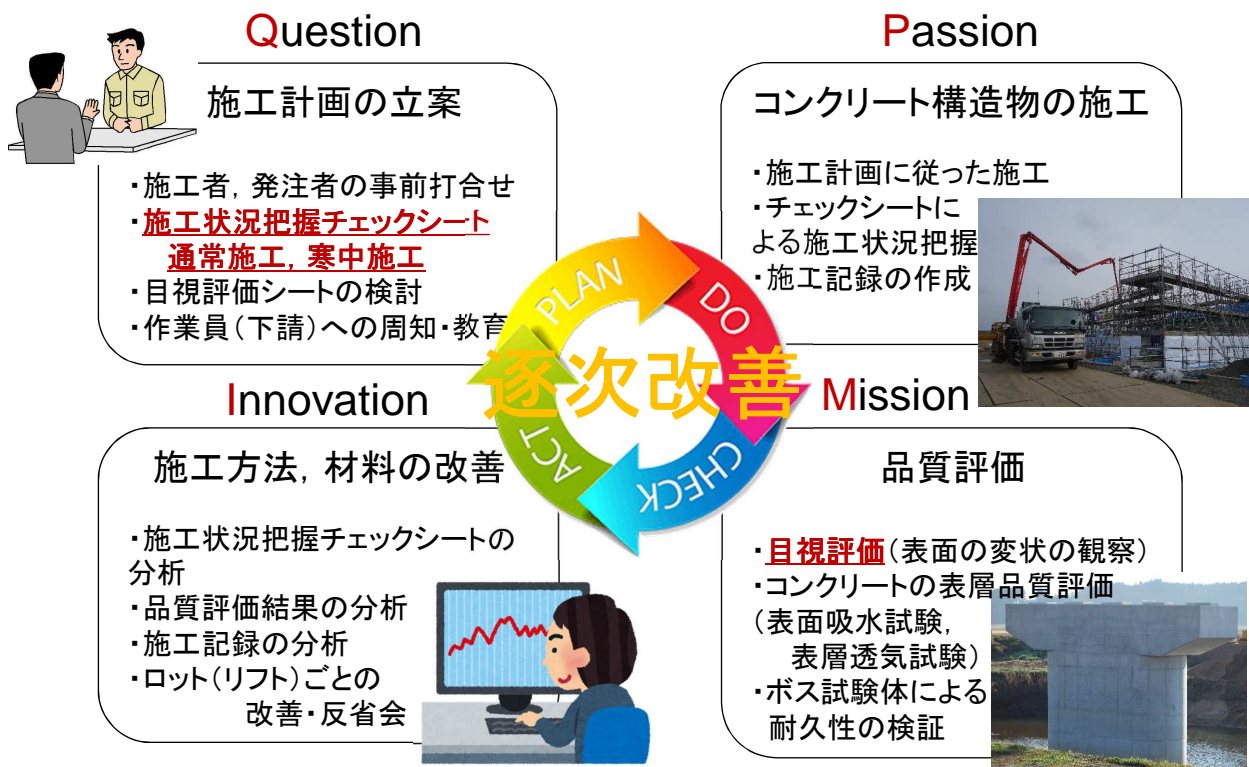 Question
施工計画の立案
・施工者，発注者の事前打合せ
・施工状況把握チェックシート
通常施工，寒中施工
・目視評価シートの検討
・作業員（下請）への周知・教育
Passion
コンクリート構造物の施工
・施工計画に従った施工
・チェックシートに
よる施工状況把握
・施工記録の作成
PLAN
DO
CHECK
ACT
逐次改善
Innovation
施工方法，材料の改善
・施工状況把握チェックシートの
分析
・品質評価結果の分析
・施工記録の分析
・ロット（リフト）ごとの
改善・反省会
Mission
品質評価
・目視評価（表面の変状の観察）
・コンクリートの表層品質評価
（表面吸水試験，
表層透気試験）
・ボス試験体による
耐久性の検証